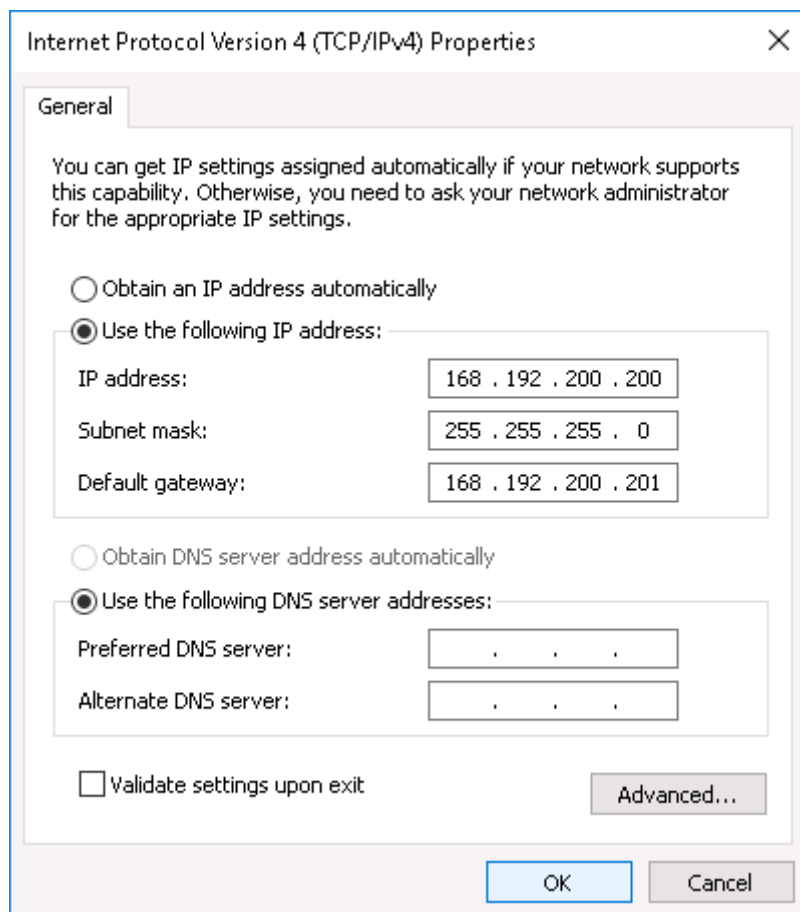 Internet Protocol Version 4 (TCP/IPv4) Properties
General
You can get IP settings assigned automatically if your network supports
this capability. Otherwise, you need to ask your network administrator
for the appropriate IP settings.
Obtain an IP address automatically
Use the following IP address:
IP address: 168 . 192 . 200 . 200
Subnet mask: 255 . 255 . 255 . 0
Default gateway: 168 . 192 . 200 . 201
Obtain DNS server address automatically
Use the following DNS server addresses:
Preferred DNS server: . . .
Alternate DNS server: . . .
Validate settings upon exit
Advanced...
OK Cancel